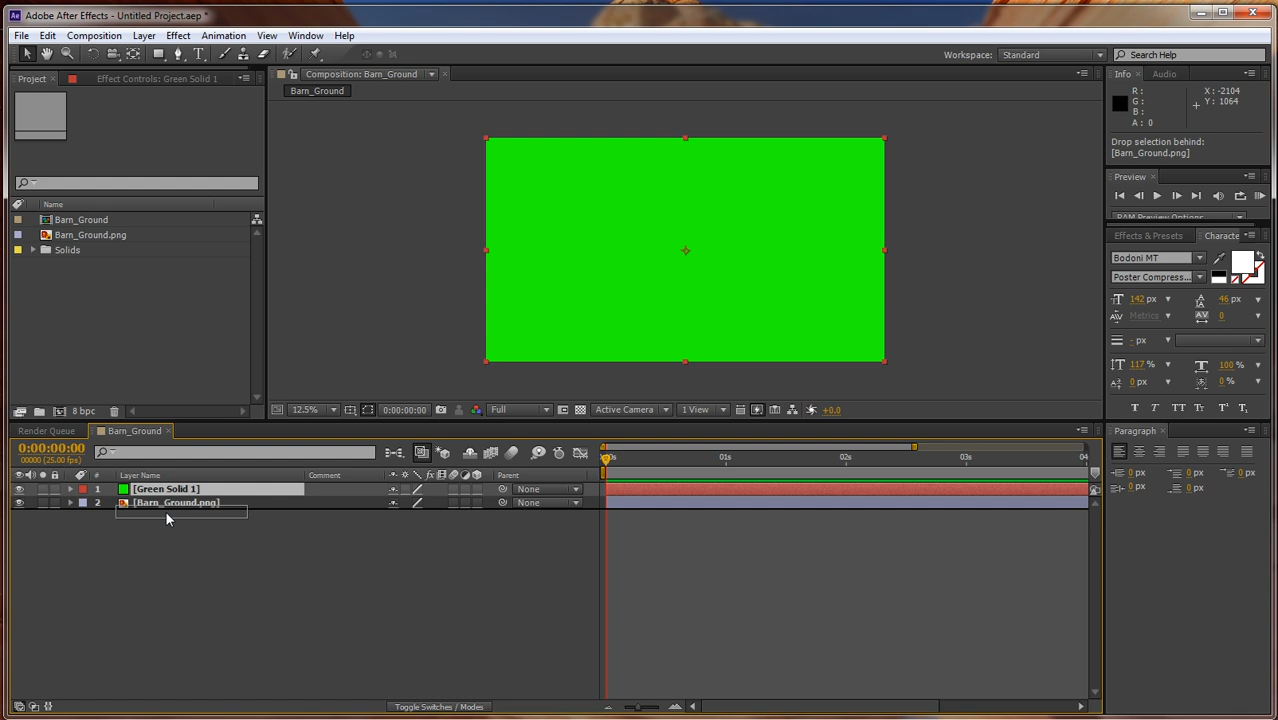 Adobe After Effects - Untitled Project.aep *
File Edit Composition Layer Effect Animation View Window Help
Workspace: Standard Search Help
Project Effect Controls: Green Solid 1
Composition: Barn_Ground
Barn_Ground
Info Audio
R :
G :
B :
A : 0
X : -2104
Y : 1064
Drop selection behind:
[Barn_Ground.png]
Preview
RAM Preview Options
Effects & Presets Characte
Bodoni MT
Poster Compress...
142 px 46 px
Metrics 0
- px
117 % 100 %
0 px 0 %
T T TT Tт T¹ T₁
Name
Barn_Ground
Barn_Ground.png
Solids
8 bpc
12.5% 0:00:00:00 Full Active Camera 1 View +0.0
Render Queue Barn_Ground
0:00:00:00
00000 (25.00 fps)
# Layer Name Comment Parent
1 [Green Solid 1] None
2 [Barn_Ground.png] None
00s 01s 02s 03s 04
Toggle Switches / Modes
Paragraph
0 px 0 px 0 px
0 px 0 px